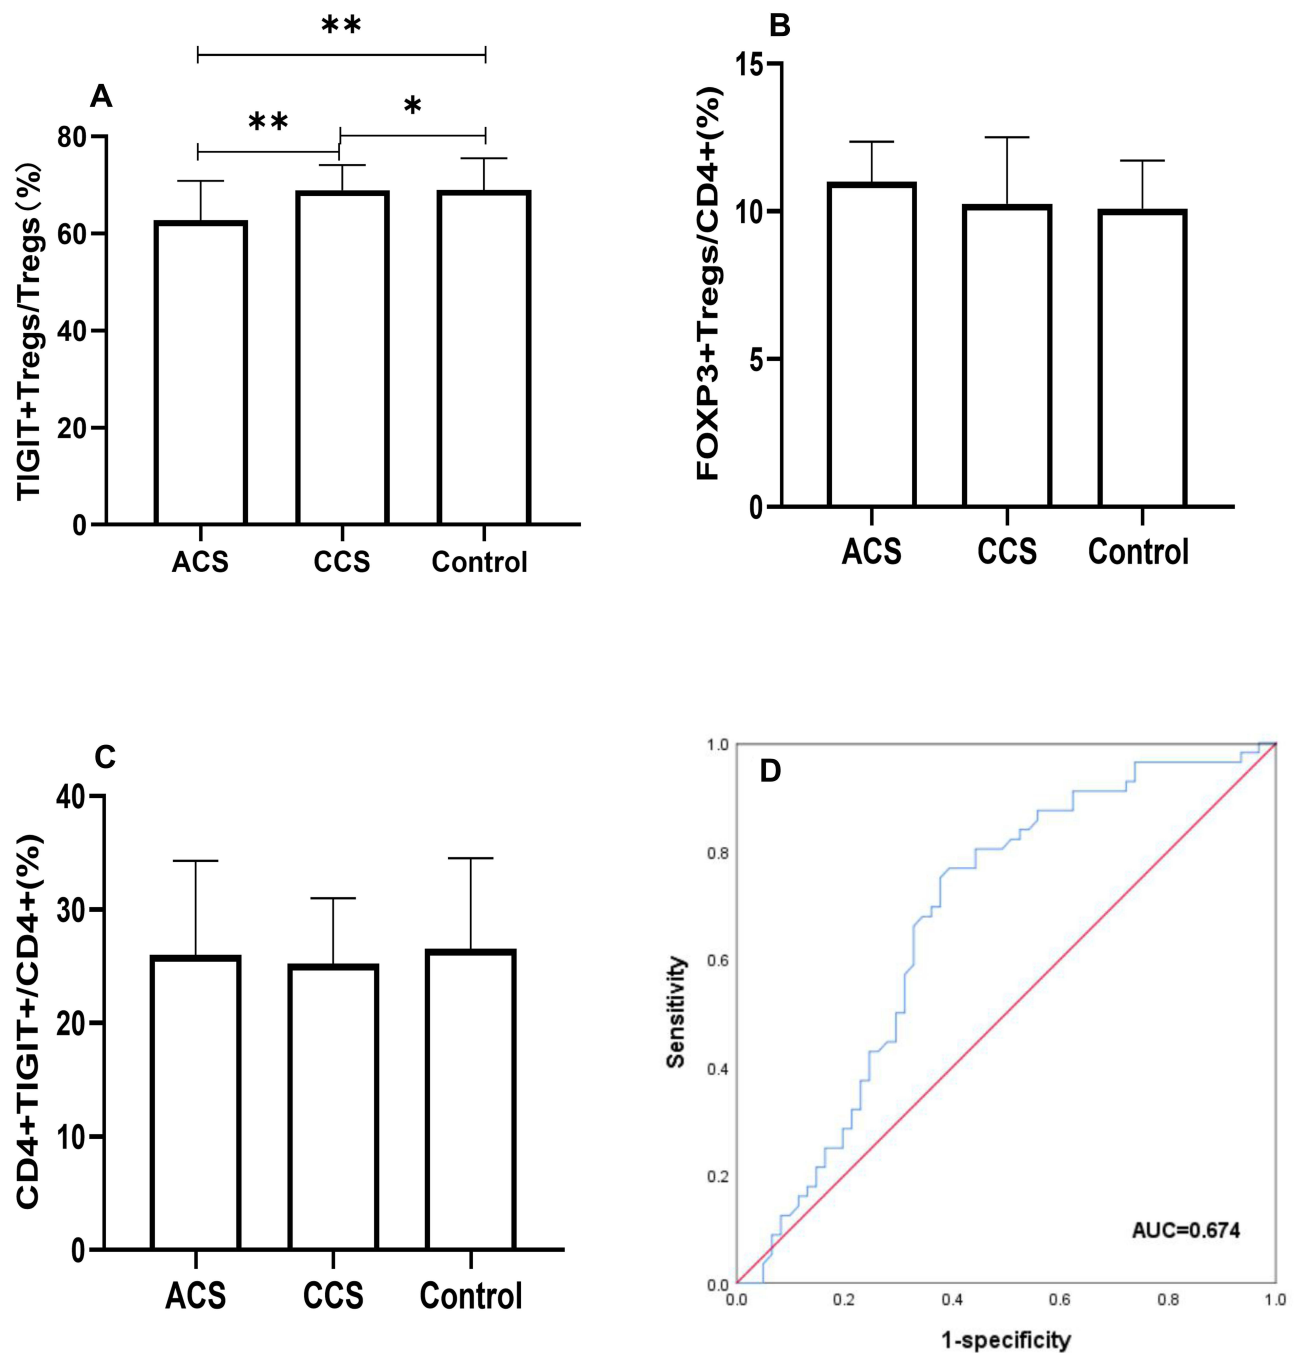 A
**
**
*
TIGIT+Tregs/Tregs(%)
80
60
40
20
0
ACS CCS Control
B
FOXP3+Tregs/CD4+(%)
15
10
5
0
ACS CCS Control
C
CD4+TIGIT+/CD4+(%)
40
30
20
10
0
ACS CCS Control
D
Sensitivity
1.0
0.8
0.6
0.4
0.2
0.0
AUC=0.674
0.0 0.2 0.4 0.6 0.8 1.0
1-specificity